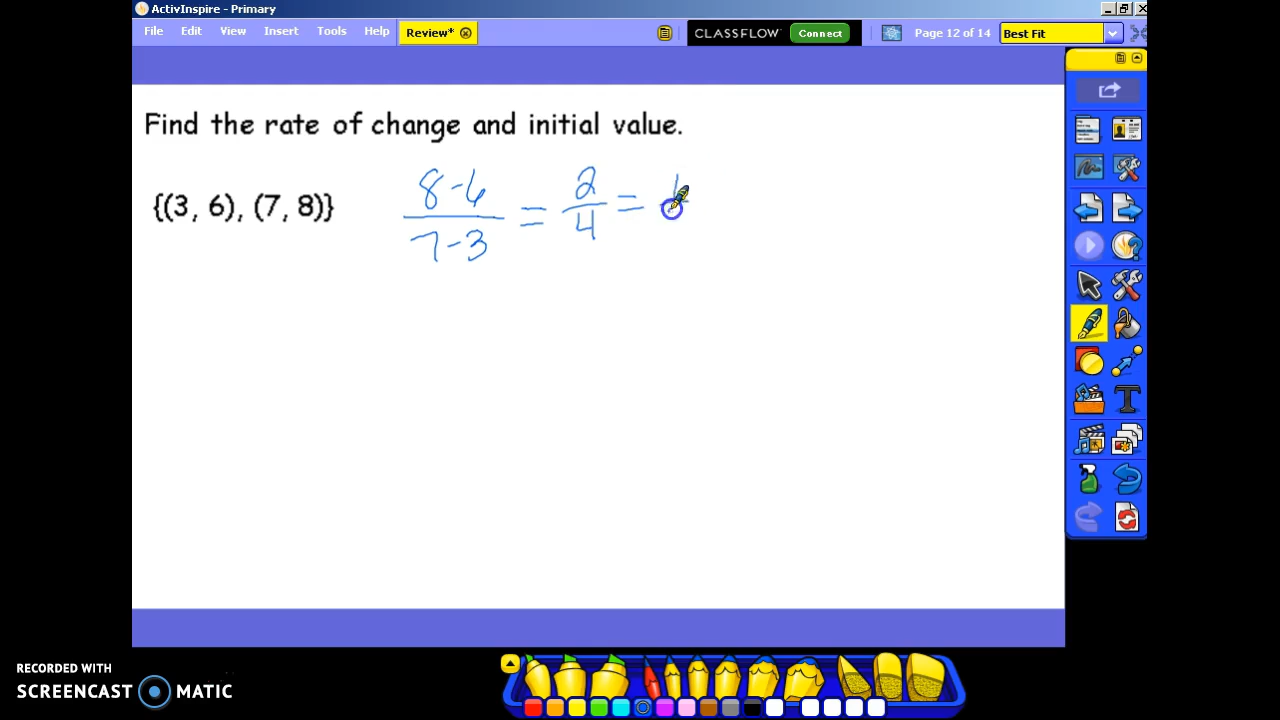 ActivInspire - Primary
File Edit View Insert Tools Help Review* CLASSFLOW Connect Page 12 of 14 Best Fit
Find the rate of change and initial value.
{(3, 6), (7, 8)}
8-6
7-3
=
2
4
=
1
RECORDED WITH
SCREENCAST MATIC